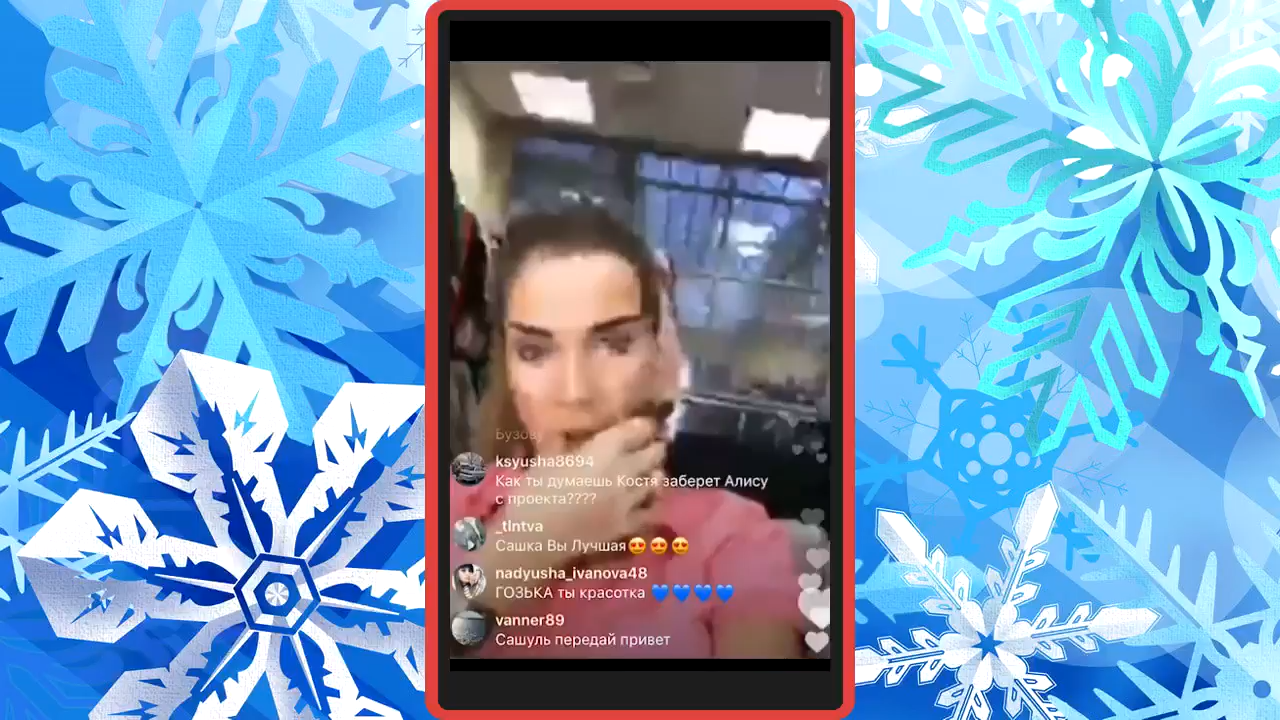 Бузову
ksyusha8694
Как ты думаешь Костя заберет Алису
с проекта????
_tlntva
Сашка Вы Лучшая😍😍😍
nadyusha_ivanova48
ГОЗЬКА ты красотка 💙💙💙💙
vanner89
Сашуль передай привет